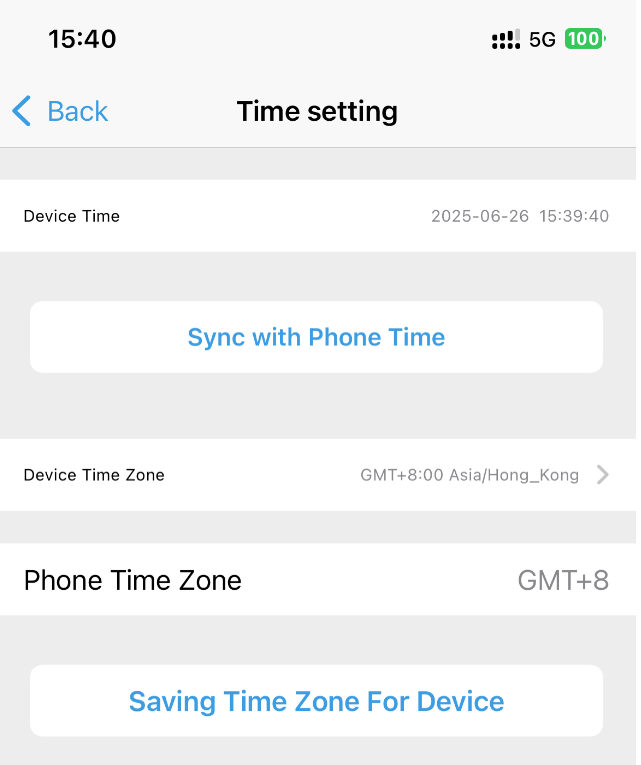 15:40 5G 100
Back Time setting
Device Time 2025-06-26 15:39:40
Sync with Phone Time
Device Time Zone GMT+8:00 Asia/Hong_Kong
Phone Time Zone GMT+8
Saving Time Zone For Device